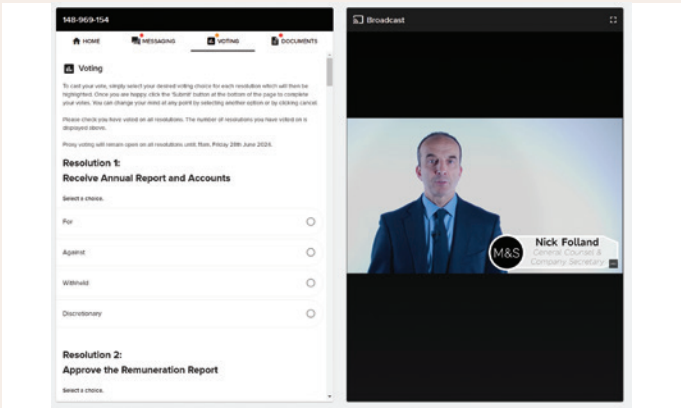 148-969-154
HOME
MESSAGING
VOTING
DOCUMENTS
Voting
To cast your vote, simply select your desired voting choice for each resolution which will then be
highlighted. Once you are happy click the 'Submit' button at the bottom of the page to complete
your votes. You can change your mind at any point by selecting another option or by clicking cancel.
Please check you have voted on all resolutions. The number of resolutions you have voted on is
displayed above.
Proxy voting will remain open on all resolutions until: 11am, Friday 28th June 2024.
Resolution 1:
Receive Annual Report and Accounts
Select a choice.
For
Against
Withheld
Discretionary
Resolution 2:
Approve the Remuneration Report
Select a choice.
Broadcast
M&S
Nick Folland
General Counsel &
Company Secretary